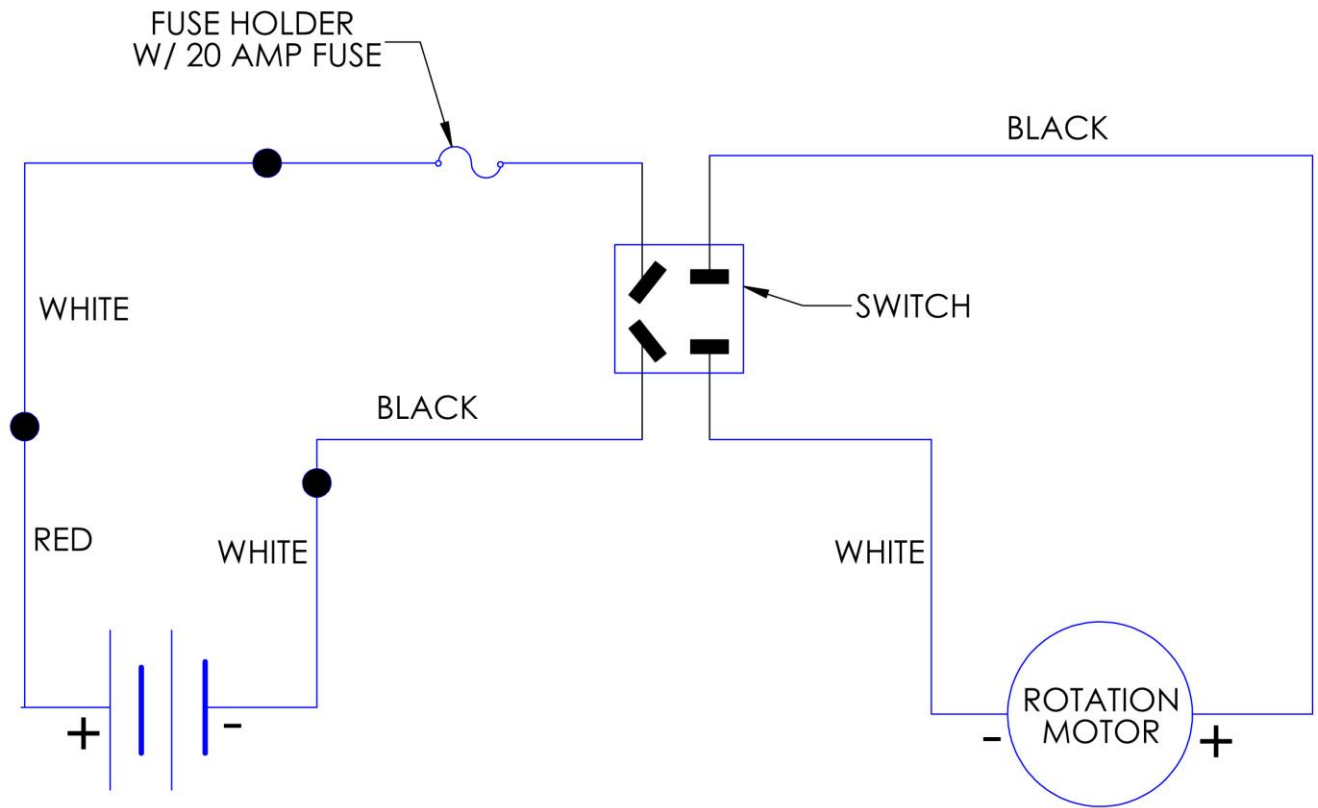 FUSE HOLDER
W/ 20 AMP FUSE
BLACK
WHITE
SWITCH
BLACK
RED
WHITE
WHITE
+
-
ROTATION
MOTOR
-
+